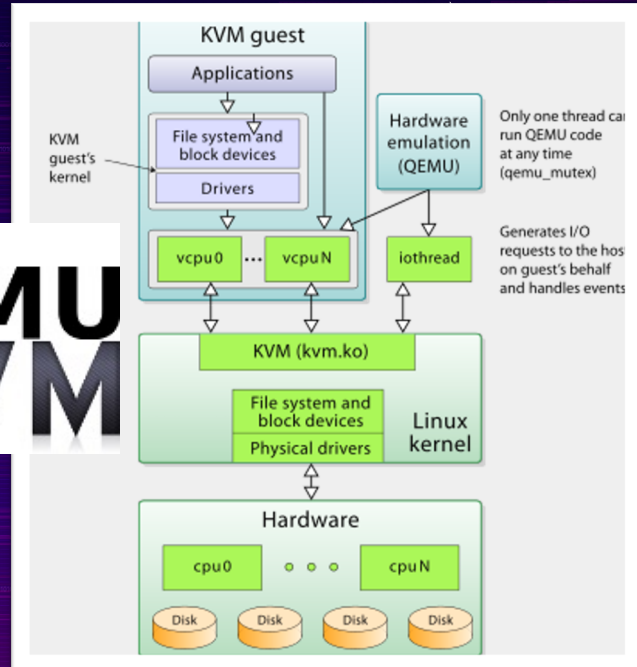 KVM guest
Applications
File system and
block devices
Drivers
KVM
guest's
kernel
Hardware
emulation
(QEMU)
Only one thread
run QEMU code
at any time
(qemu_mutex)
vcpu0 ... vcpuN
iothread
Generates I/O
requests to the
on guest's behalf
and handles events
MU
VM
KVM (kvm.ko)
File system and
block devices
Physical drivers
Linux
kernel
Hardware
cpu0
cpuN
Disk Disk Disk Disk